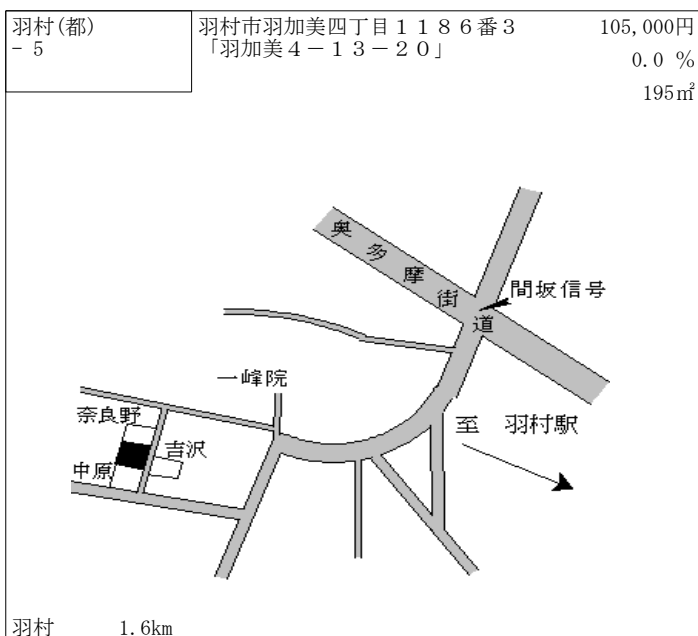 羽村(都)
- 5
羽村市羽加美四丁目１１８６番３
「羽加美４－１３－２０」
105,000円
0.0 %
195㎡
奥多摩街道
間坂信号
一峰院
奈良野
吉沢
中原
至　羽村駅
羽村　　1.6km